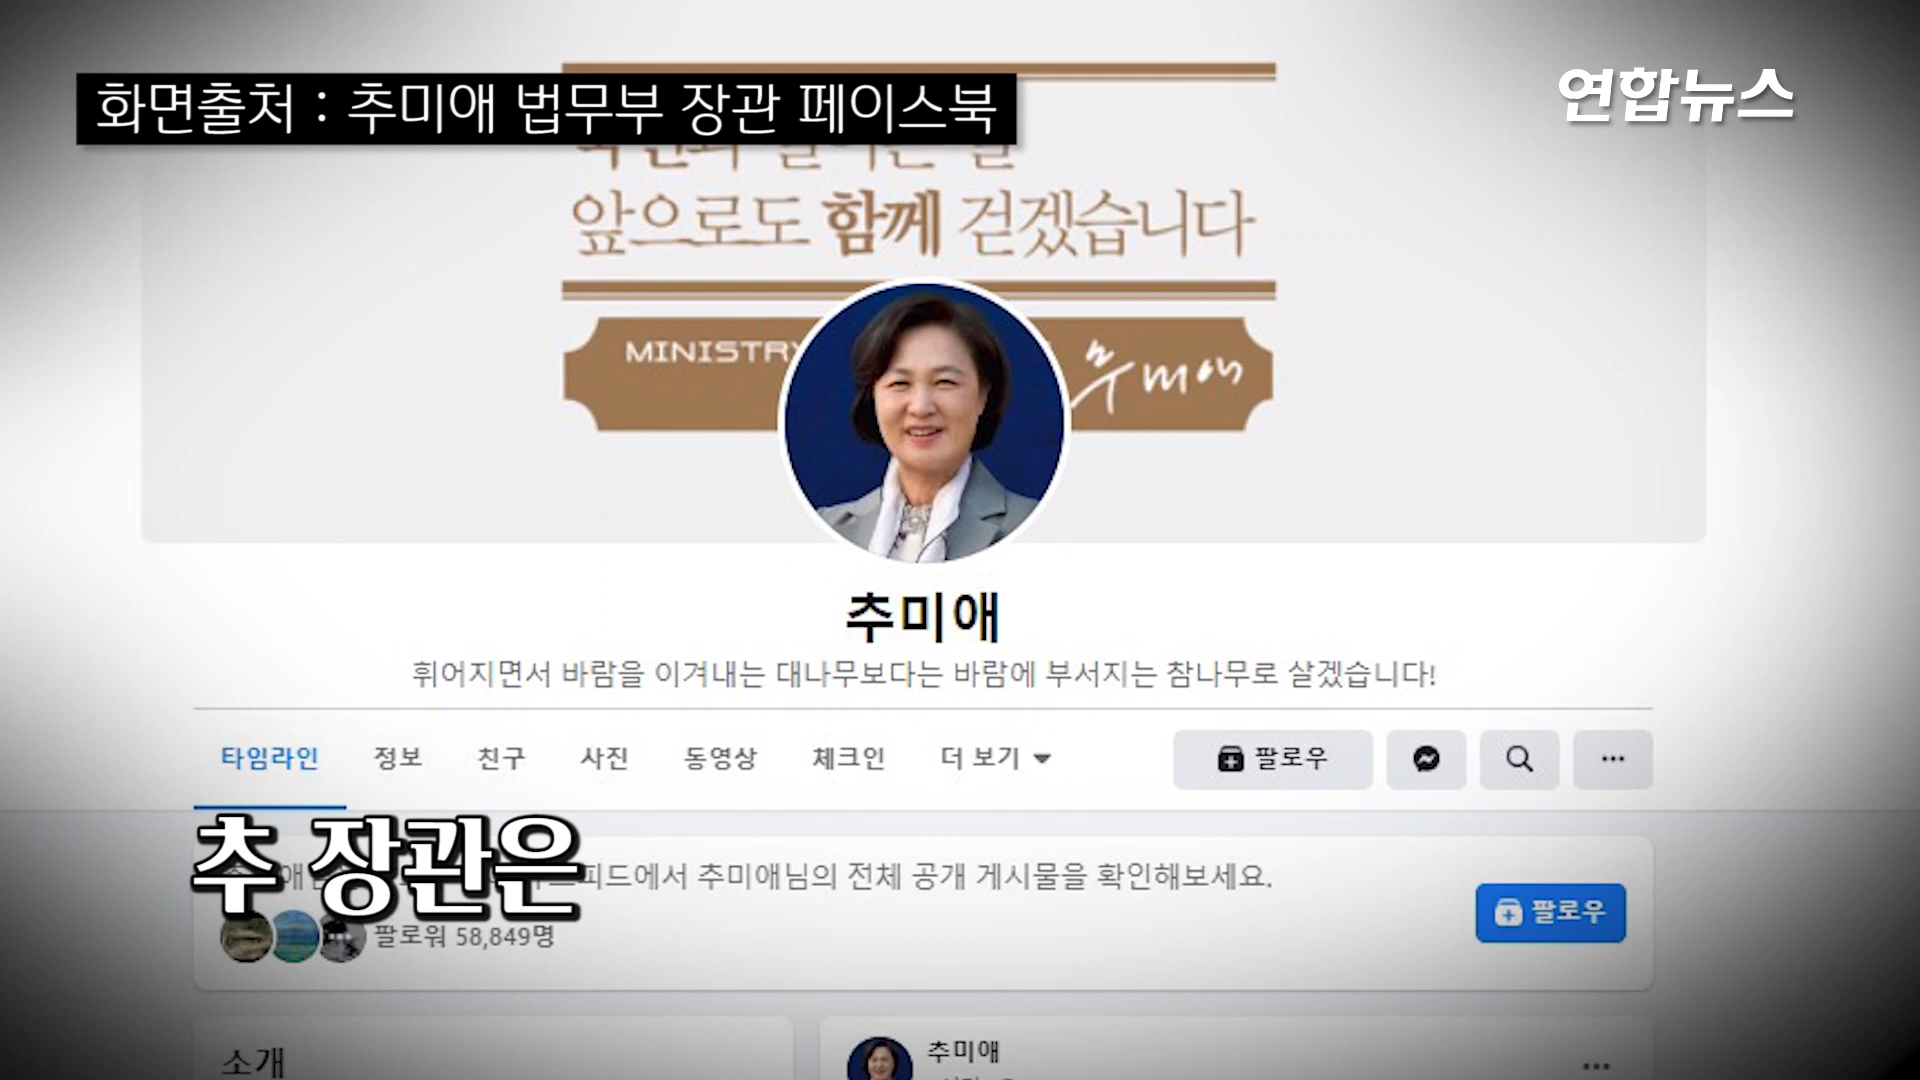 화면출처 : 추미애 법무부 장관 페이스북
연합뉴스
앞으로도 함께 걷겠습니다
MINISTRY
추미애
추미애
휘어지면서 바람을 이겨내는 대나무보다는 바람에 부서지는 참나무로 살겠습니다!
타임라인 정보 친구 사진 동영상 체크인 더 보기
팔로우
추 장관은
피드에서 추미애님의 전체 공개 게시물을 확인해보세요.
팔로우
팔로워 58,849명
소개
추미애